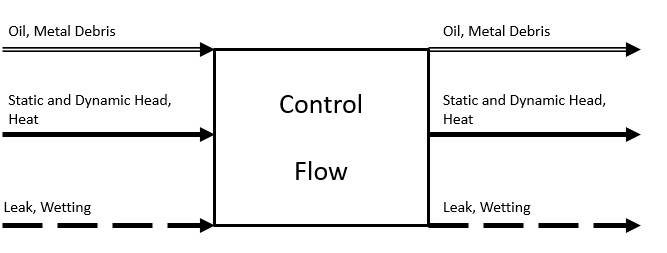 Oil, Metal Debris
Oil, Metal Debris
Static and Dynamic Head,
Heat
Control
Flow
Static and Dynamic Head,
Heat
Leak, Wetting
Leak, Wetting